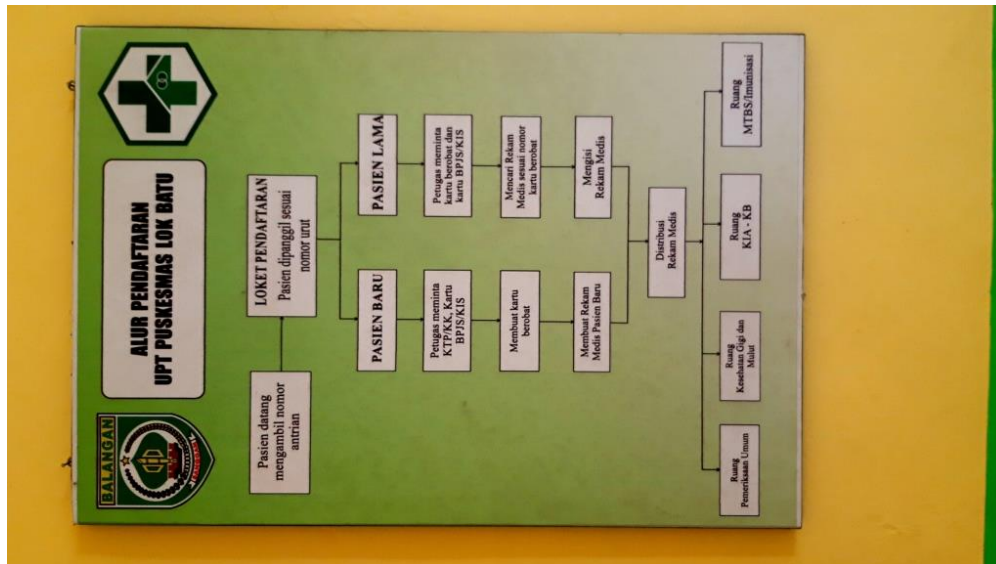 BALANGAN
ALUR PENDAFTARAN
UPT PUSKESMAS LOK BATU
Pasien datang
mengambil nomor
antrian
LOKET PENDAFTARAN
Pasien dipanggil sesuai
nomor urut
PASIEN BARU
PASIEN LAMA
Petugas meminta
KTP/KK, Kartu
BPJS/KIS
Petugas meminta
kartu berobat dan
kartu BPJS/KIS
Membuat kartu
berobat
Mencari Rekam
Medis sesuai nomor
kartu berobat
Membuat Rekam
Medis Pasien Baru
Mengisi
Rekam Medis
Distribusi
Rekam Medis
Ruang
Pemeriksaan Umum
Ruang
Kesehatan Gigi dan
Mulut
Ruang
KIA - KB
Ruang
MTBS/Imunisasi